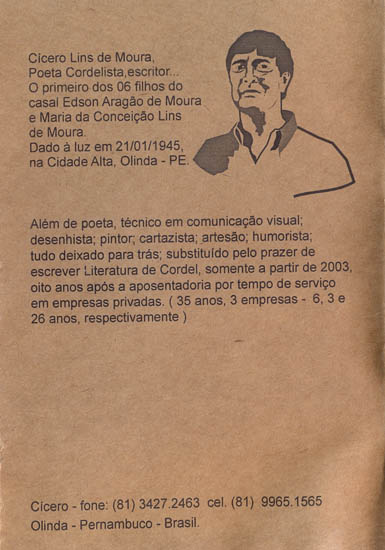 Cícero Lins de Moura,
Poeta Cordelista,escritor...
O primeiro dos 06 filhos do
casal Edson Aragão de Moura
e Maria da Conceição Lins
de Moura.
Dado à luz em 21/01/1945,
na Cidade Alta, Olinda - PE.
Além de poeta, técnico em comunicação visual;
desenhista; pintor; cartazista; artesão; humorista;
tudo deixado para trás; substituído pelo prazer de
escrever Literatura de Cordel, somente a partir de 2003,
oito anos após a aposentadoria por tempo de serviço
em empresas privadas. ( 35 anos, 3 empresas - 6, 3 e
26 anos, respectivamente )
Cícero - fone: (81) 3427.2463 cel. (81) 9965.1565
Olinda - Pernambuco - Brasil.